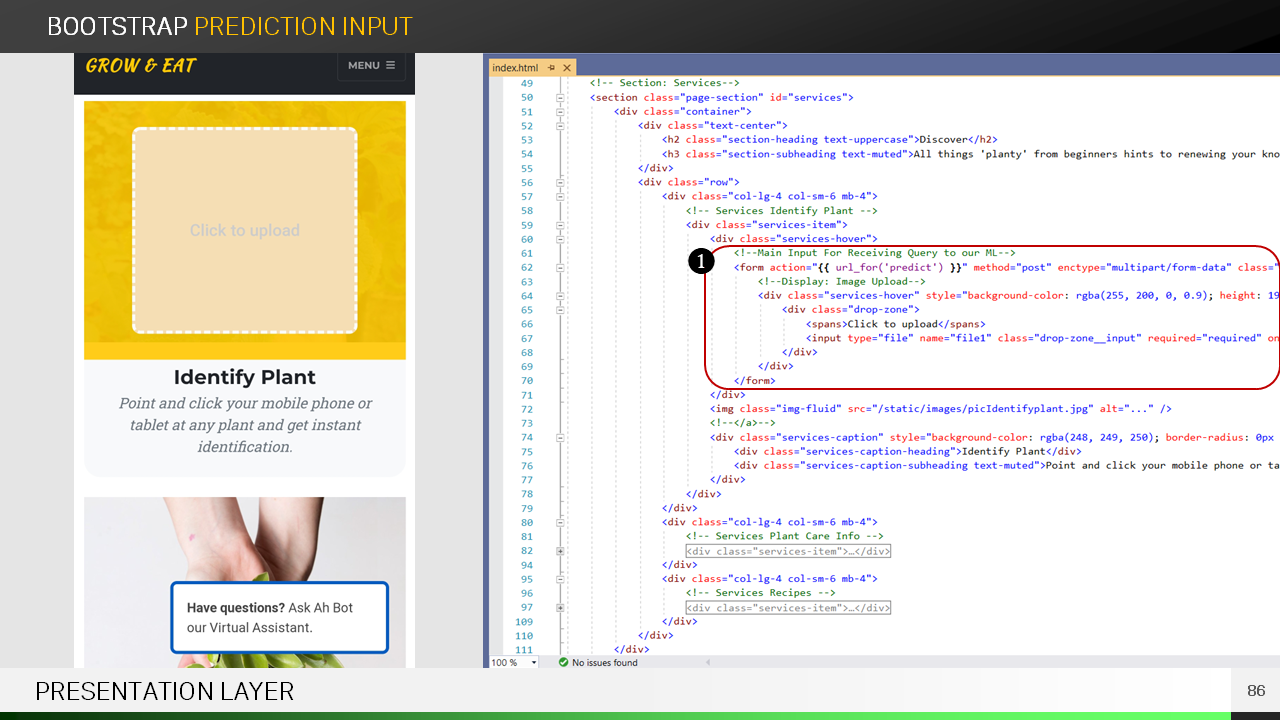 BOOTSTRAP PREDICTION INPUT
GROW & EAT
MENU
Click to upload
Identify Plant
Point and click your mobile phone or
tablet at any plant and get instant
identification.
Have questions? Ask Ah Bot
our Virtual Assistant.
index.html
49 <!-- Section: Services-->
50 <section class="page-section" id="services">
51 <div class="container">
52 <div class="text-center">
53 <h2 class="section-heading text-uppercase">Discover</h2>
54 <h3 class="section-subheading text-muted">All things 'planty' from beginners hints to renewing your kno
55 </div>
56 <div class="row">
57 <div class="col-lg-4 col-sm-6 mb-4">
58 <!-- Services Identify Plant -->
59 <div class="services-item">
60 <div class="services-hover">
1
61 <!--Main Input For Receiving Query to our ML-->
62 <form action="{{ url_for('predict') }}" method="post" enctype="multipart/form-data" class="
63 <!--Display: Image Upload-->
64 <div class="services-hover" style="background-color: rgba(255, 200, 0, 0.9); height: 19
65 <div class="drop-zone">
66 <spans>Click to upload</spans>
67 <input type="file" name="file1" class="drop-zone__input" required="required" on
68 </div>
69 </div>
70 </form>
71 </div>
72 <img class="img-fluid" src="/static/images/picIdentifyplant.jpg" alt="..." />
73 <!--</a>-->
74 <div class="services-caption" style="background-color: rgba(248, 249, 250); border-radius: 0px
75 <div class="services-caption-heading">Identify Plant</div>
76 <div class="services-caption-subheading text-muted">Point and click your mobile phone or ta
77 </div>
78 </div>
79 </div>
80 <div class="col-lg-4 col-sm-6 mb-4">
81 <!-- Services Plant Care Info -->
82 <div class="services-item">…</div>
94 </div>
95 <div class="col-lg-4 col-sm-6 mb-4">
96 <!-- Services Recipes -->
97 <div class="services-item">…</div>
109 </div>
110 </div>
111 </div>
100 % No issues found
PRESENTATION LAYER
86